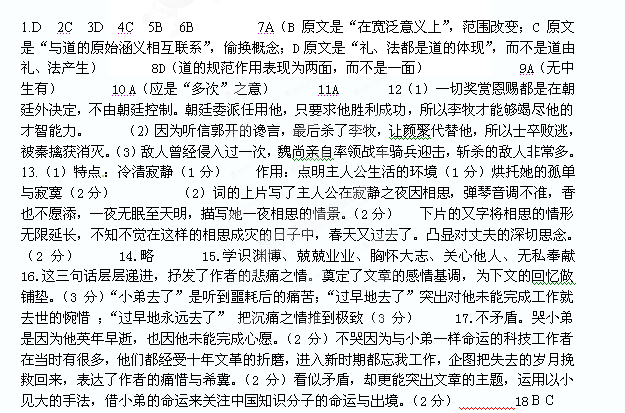 1.D 2C 3D 4C 5B 6B 7A（B 原文是“在宽泛意义上”，范围改变；C 原文
是“与道的原始涵义相互联系”，偷换概念；D 原文是“礼、法都是道的体现”，而不是道由
礼、法产生） 8D（道的规范作用表现为两面，而不是一面） 9A（无中
生有） 10 A（应是“多次”之意） 11A 12（1）一切奖赏恩赐都是在朝
廷外决定，不由朝廷控制。朝廷委派任用他，只要求他胜利成功，所以李牧才能够竭尽他的
才智能力。 （2）因为听信郭开的谗言，最后杀了李牧，让颜聚代替他，所以士卒败逃，
被秦擒获消灭。（3）敌人曾经侵入过一次，魏尚亲自率领战车骑兵迎击，斩杀的敌人非常多。
13.（1）特点：冷清寂静（1 分） 作用：点明主人公生活的环境（1 分）烘托她的孤单
与寂寞（2 分） （2）词的上片写了主人公在寂静之夜因相思，弹琴音调不准，香
也不愿添，一夜无眠至天明，描写她一夜相思的情景。（2 分） 下片的又字将相思的情形
无限延长，不知不觉在这样的相思成灾的日子中，春天又过去了。凸显对丈夫的深切思念。
（2 分） 14.略 15.学识渊博、兢兢业业、胸怀大志、关心他人、无私奉献
16.这三句话层层递进，抒发了作者的悲痛之情。奠定了文章的感情基调，为下文的回忆做
铺垫。（3 分）“小弟去了”是听到噩耗后的痛苦；“过早地去了”突出对他未能完成工作就
去世的惋惜 ；“过早地永远去了” 把沉痛之情推到极致（3 分） 17.不矛盾。哭小弟
是因为他英年早逝，也因他未能完成心愿。（2 分）不哭因为与小弟一样命运的科技工作者
在当时有很多，他们都经受十年文革的折磨，进入新时期都忘我工作，企图把失去的岁月挽
救回来，表达了作者的痛惜与希冀。（2 分）看似矛盾，却更能突出文章的主题，运用以小
见大的手法，借小弟的命运来关注中国知识分子的命运与出境。（2 分） 18 B C